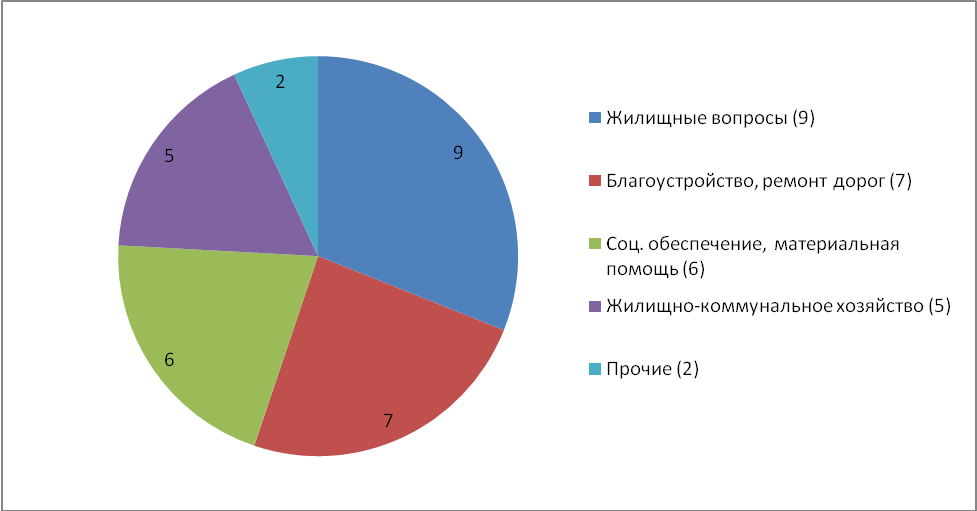 2
9
5
6
7
Жилищные вопросы (9)
Благоустройство, ремонт дорог (7)
Соц. обеспечение, материальная
помощь (6)
Жилищно-коммунальное хозяйство (5)
Прочие (2)